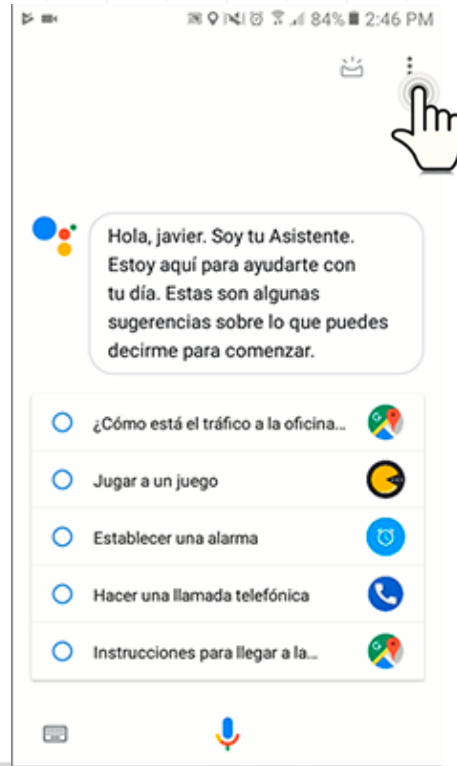 84% 2:46 PM
Hola, javier. Soy tu Asistente.
Estoy aquí para ayudarte con
tu día. Estas son algunas
sugerencias sobre lo que puedes
decirme para comenzar.
¿Cómo está el tráfico a la oficina...
Jugar a un juego
Establecer una alarma
Hacer una llamada telefónica
Instrucciones para llegar a la...